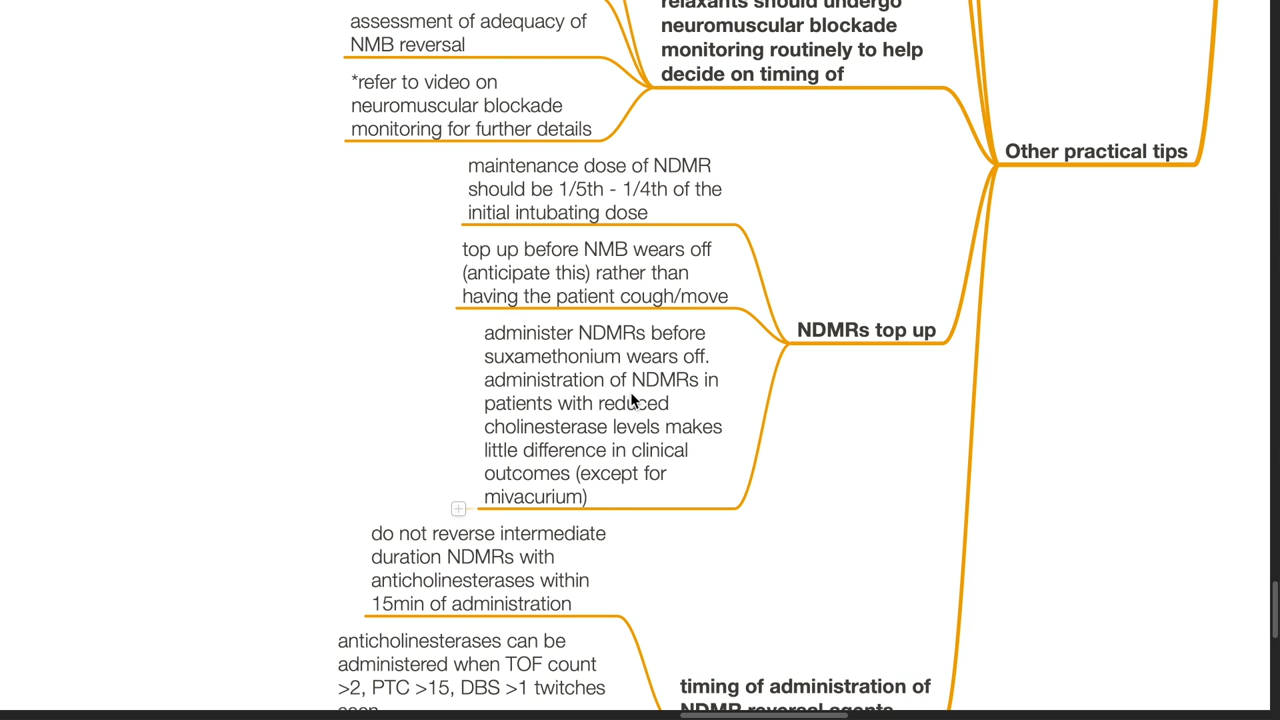 relaxants should undergo
neuromuscular blockade
monitoring routinely to help
decide on timing of
assessment of adequacy of
NMB reversal
*refer to video on
neuromuscular blockade
monitoring for further details
Other practical tips
maintenance dose of NDMR
should be 1/5th - 1/4th of the
initial intubating dose
top up before NMB wears off
(anticipate this) rather than
having the patient cough/move
NDMRs top up
administer NDMRs before
suxamethonium wears off.
administration of NDMRs in
patients with reduced
cholinesterase levels makes
little difference in clinical
outcomes (except for
mivacurium)
do not reverse intermediate
duration NDMRs with
anticholinesterases within
15min of administration
anticholinesterases can be
administered when TOF count
>2, PTC >15, DBS >1 twitches
seen
timing of administration of
NDMR reversal agents